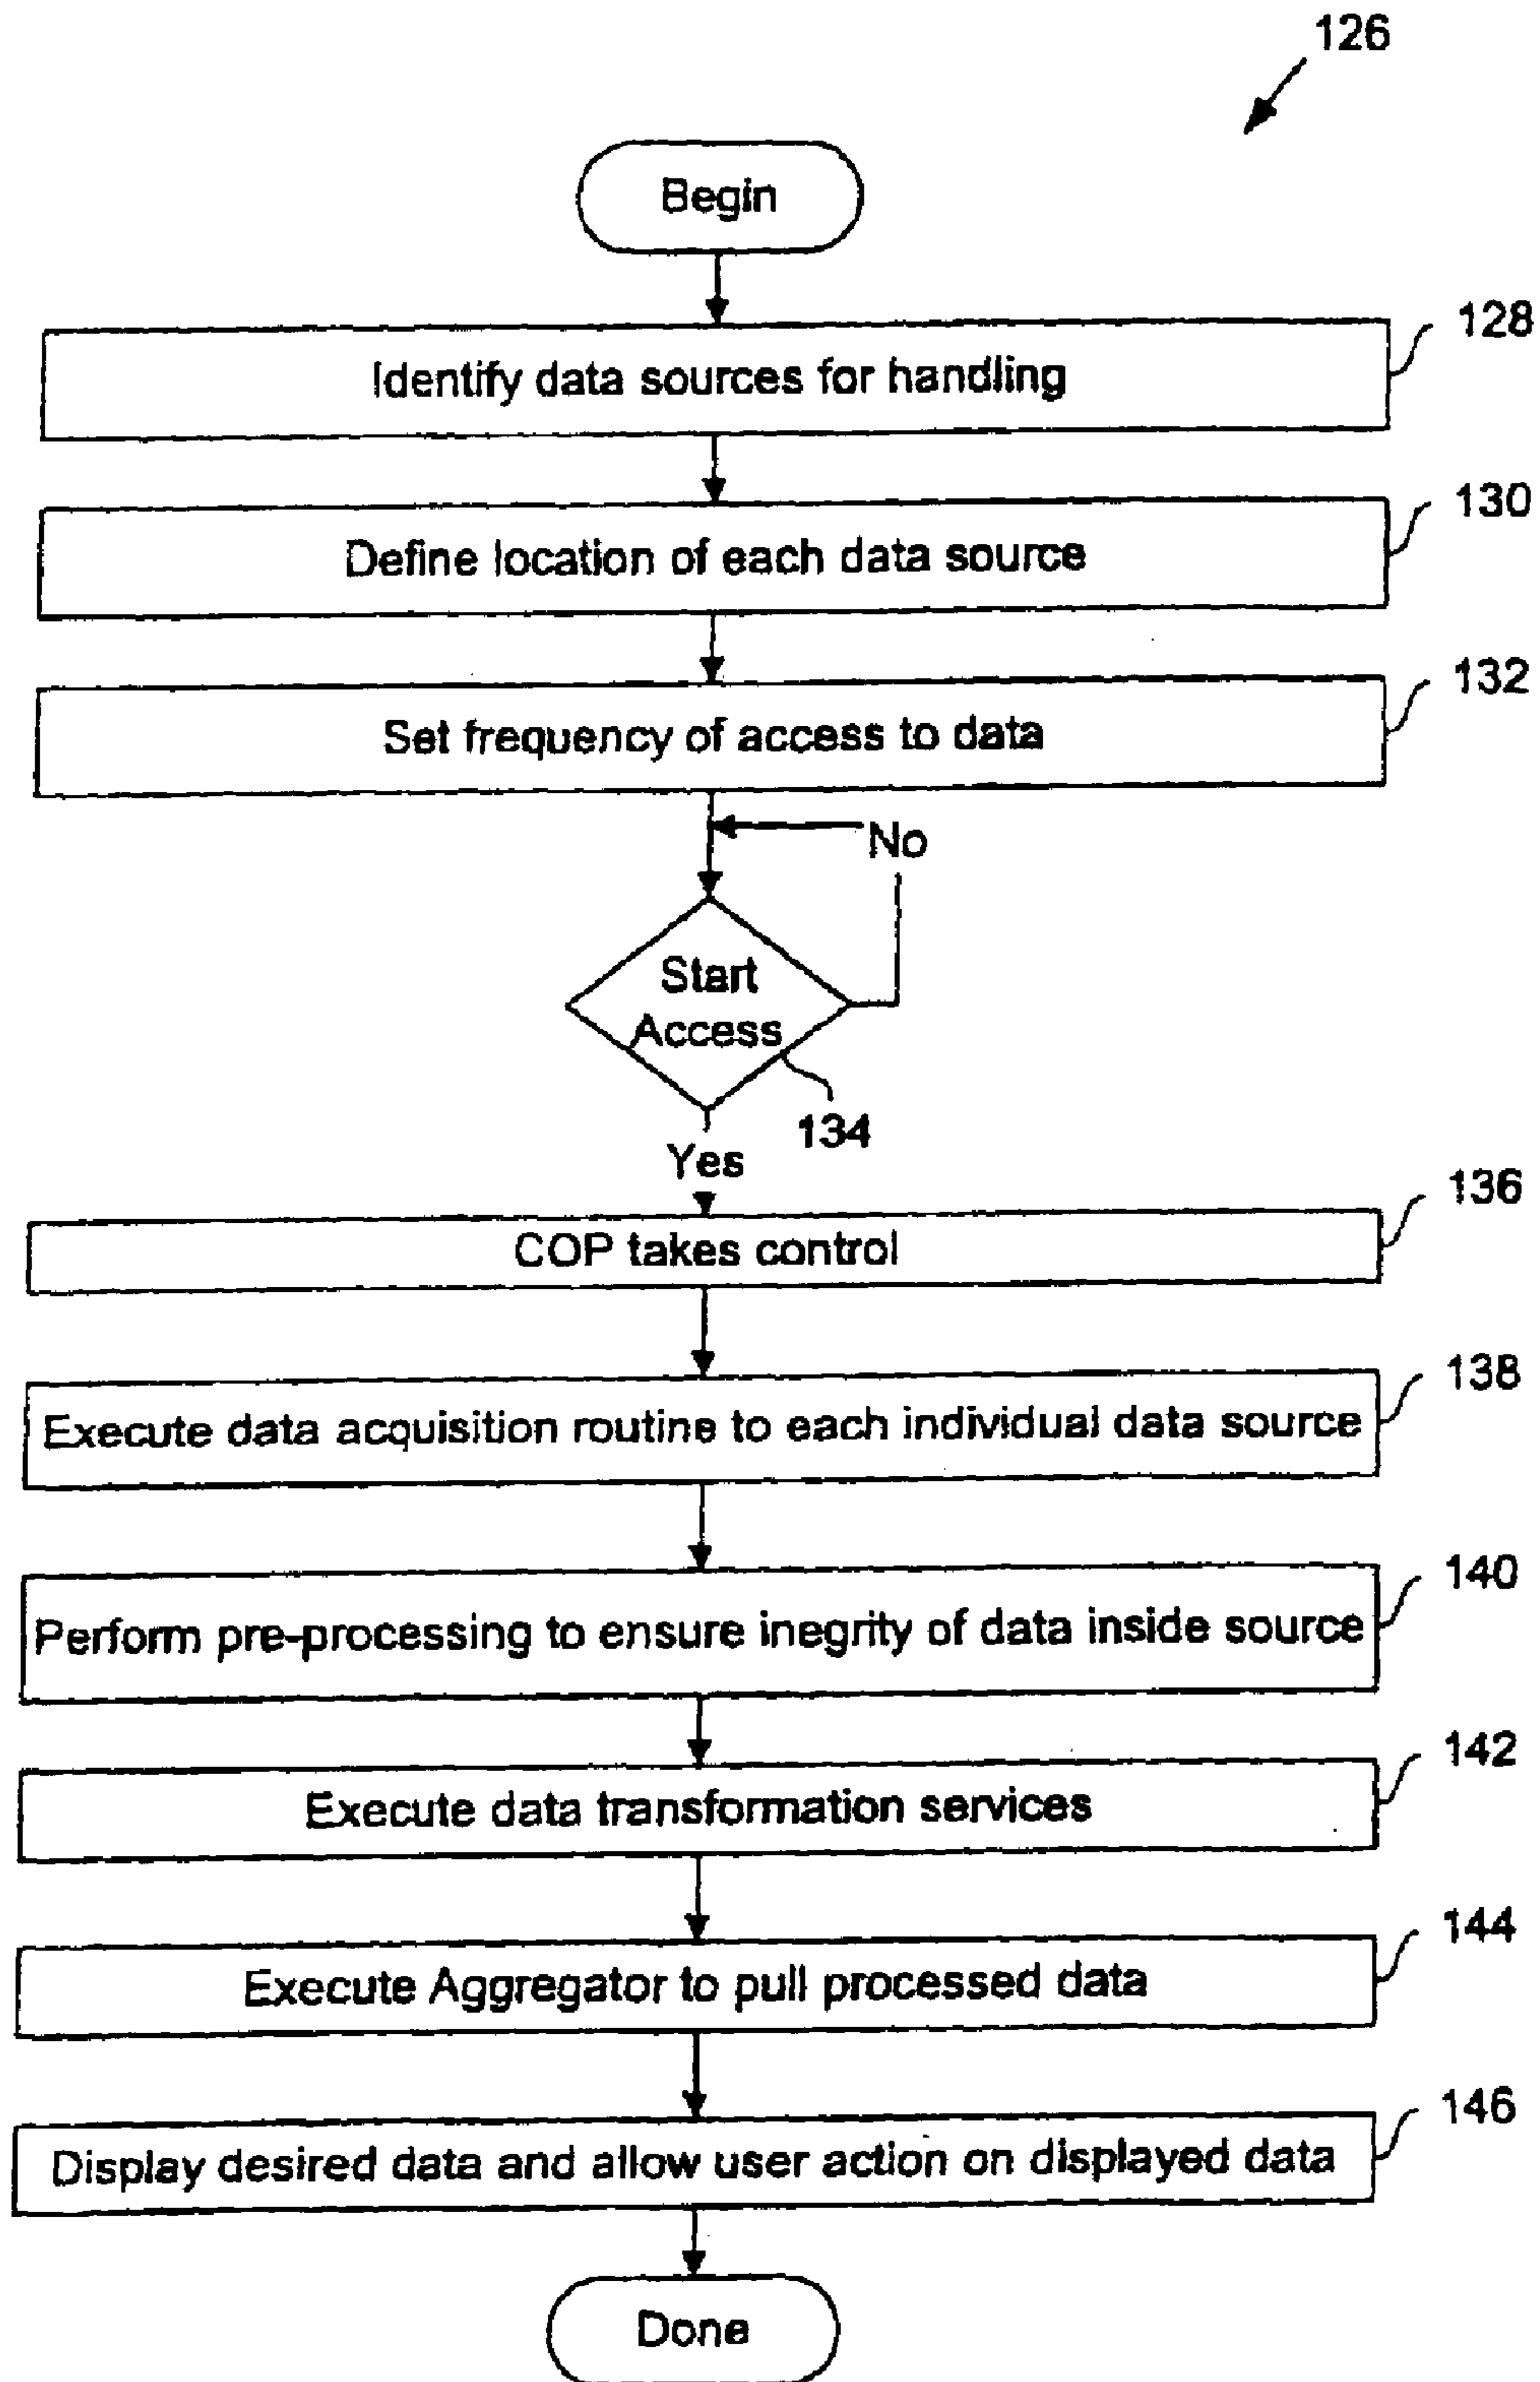 126
Begin
128
Identify data sources for handling
130
Define location of each data source
132
Set frequency of access to data
No
Start
Access
134
Yes
136
COP takes control
138
Execute data acquisition routine to each individual data source
140
Perform pre-processing to ensure inegrity of data inside source
142
Execute data transformation services
144
Execute Aggregator to pull processed data
146
Display desired data and allow user action on displayed data
Done